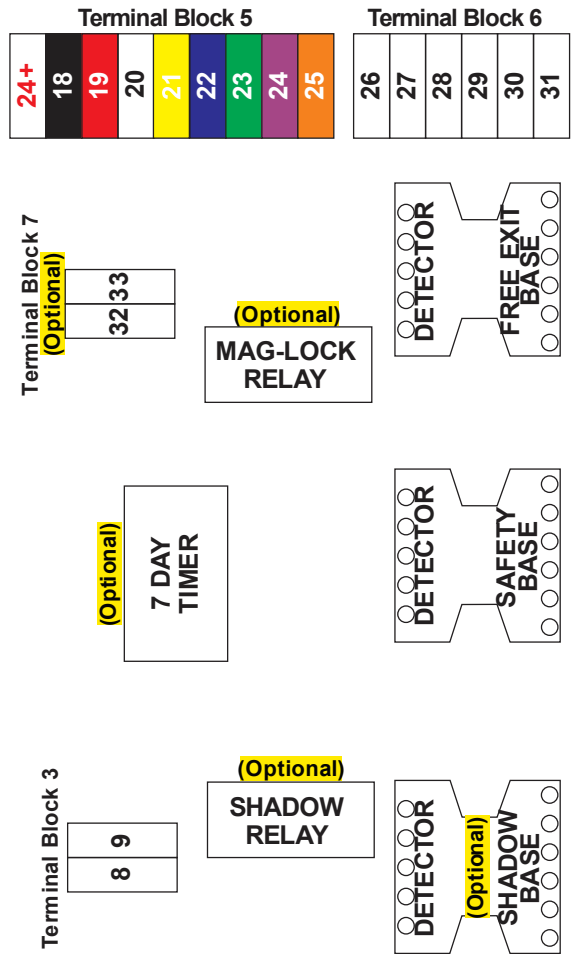 Terminal Block 5
24+ 18 19 20 21 22 23 24 25
Terminal Block 6
26 27 28 29 30 31
Terminal Block 7
(Optional)
32 33
(Optional)
MAG-LOCK
RELAY
DETECTOR
FREE EXIT
BASE
(Optional)
7 DAY
TIMER
DETECTOR
SAFETY
BASE
Terminal Block 3
8 9
(Optional)
SHADOW
RELAY
DETECTOR
(Optional)
SHADOW
BASE